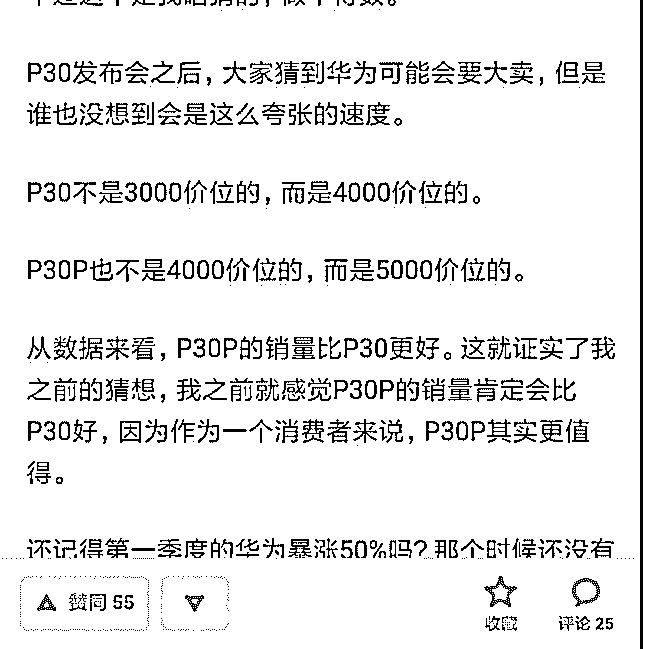 P30发布会之后，大家猜到华为可能会要大卖，但是
谁也没想到会是这么夸张的速度。
P30不是3000价位的，而是4000价位的。
P30P也不是4000价位的，而是5000价位的。
从数据来看，P30P的销量比P30更好。这就证实了我
之前的猜想，我之前就感觉P30P的销量肯定会比
P30好，因为作为一个消费者来说，P30P其实更值
得。
还记得第一季度的华为暴涨50%吗？那个时候还没有
赞同 55
收藏
评论 25